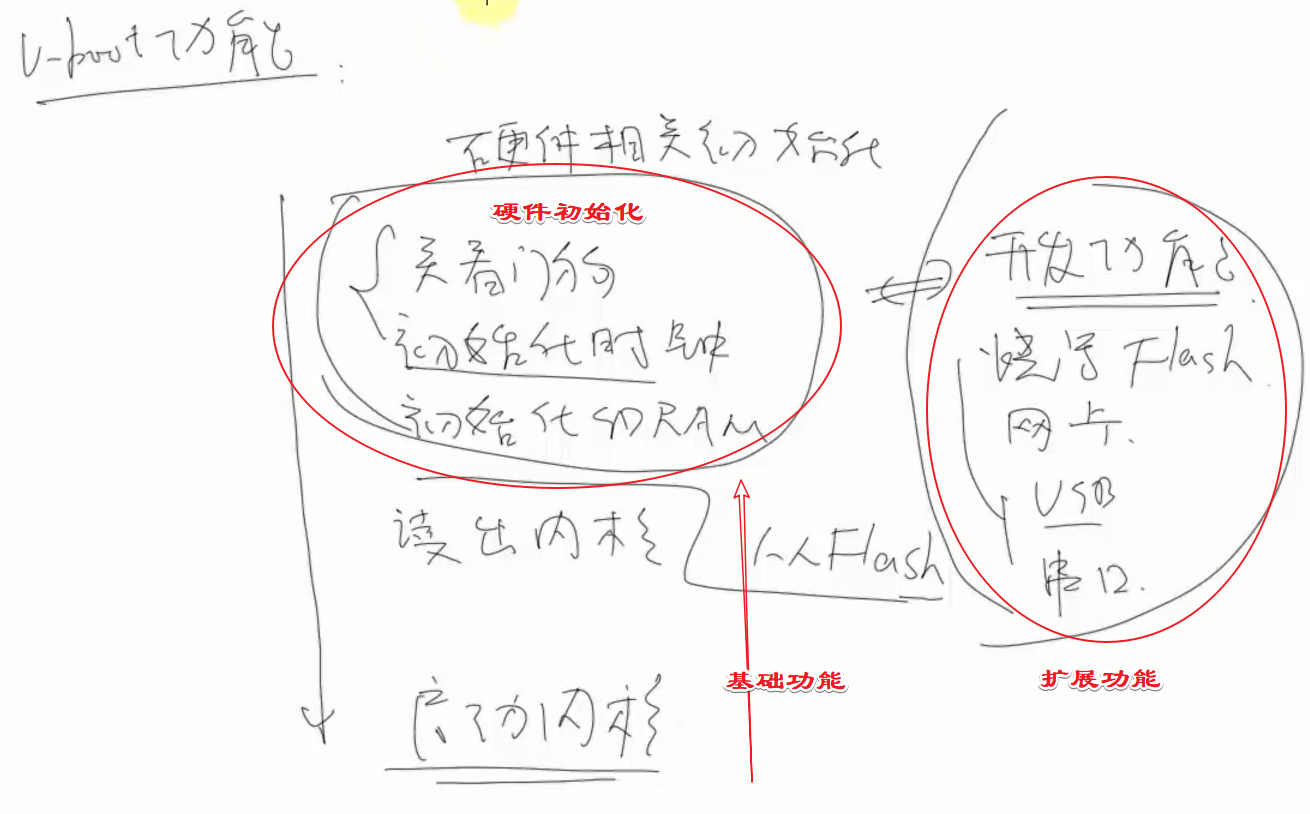 U-boot功能:
硬件相关初始化
硬件初始化
关看门狗
初始化时钟
初始化SDRAM
读出内核
从Flash
启动内核
基础功能
开发功能.
烧写Flash.
网卡.
USB
串口.
扩展功能